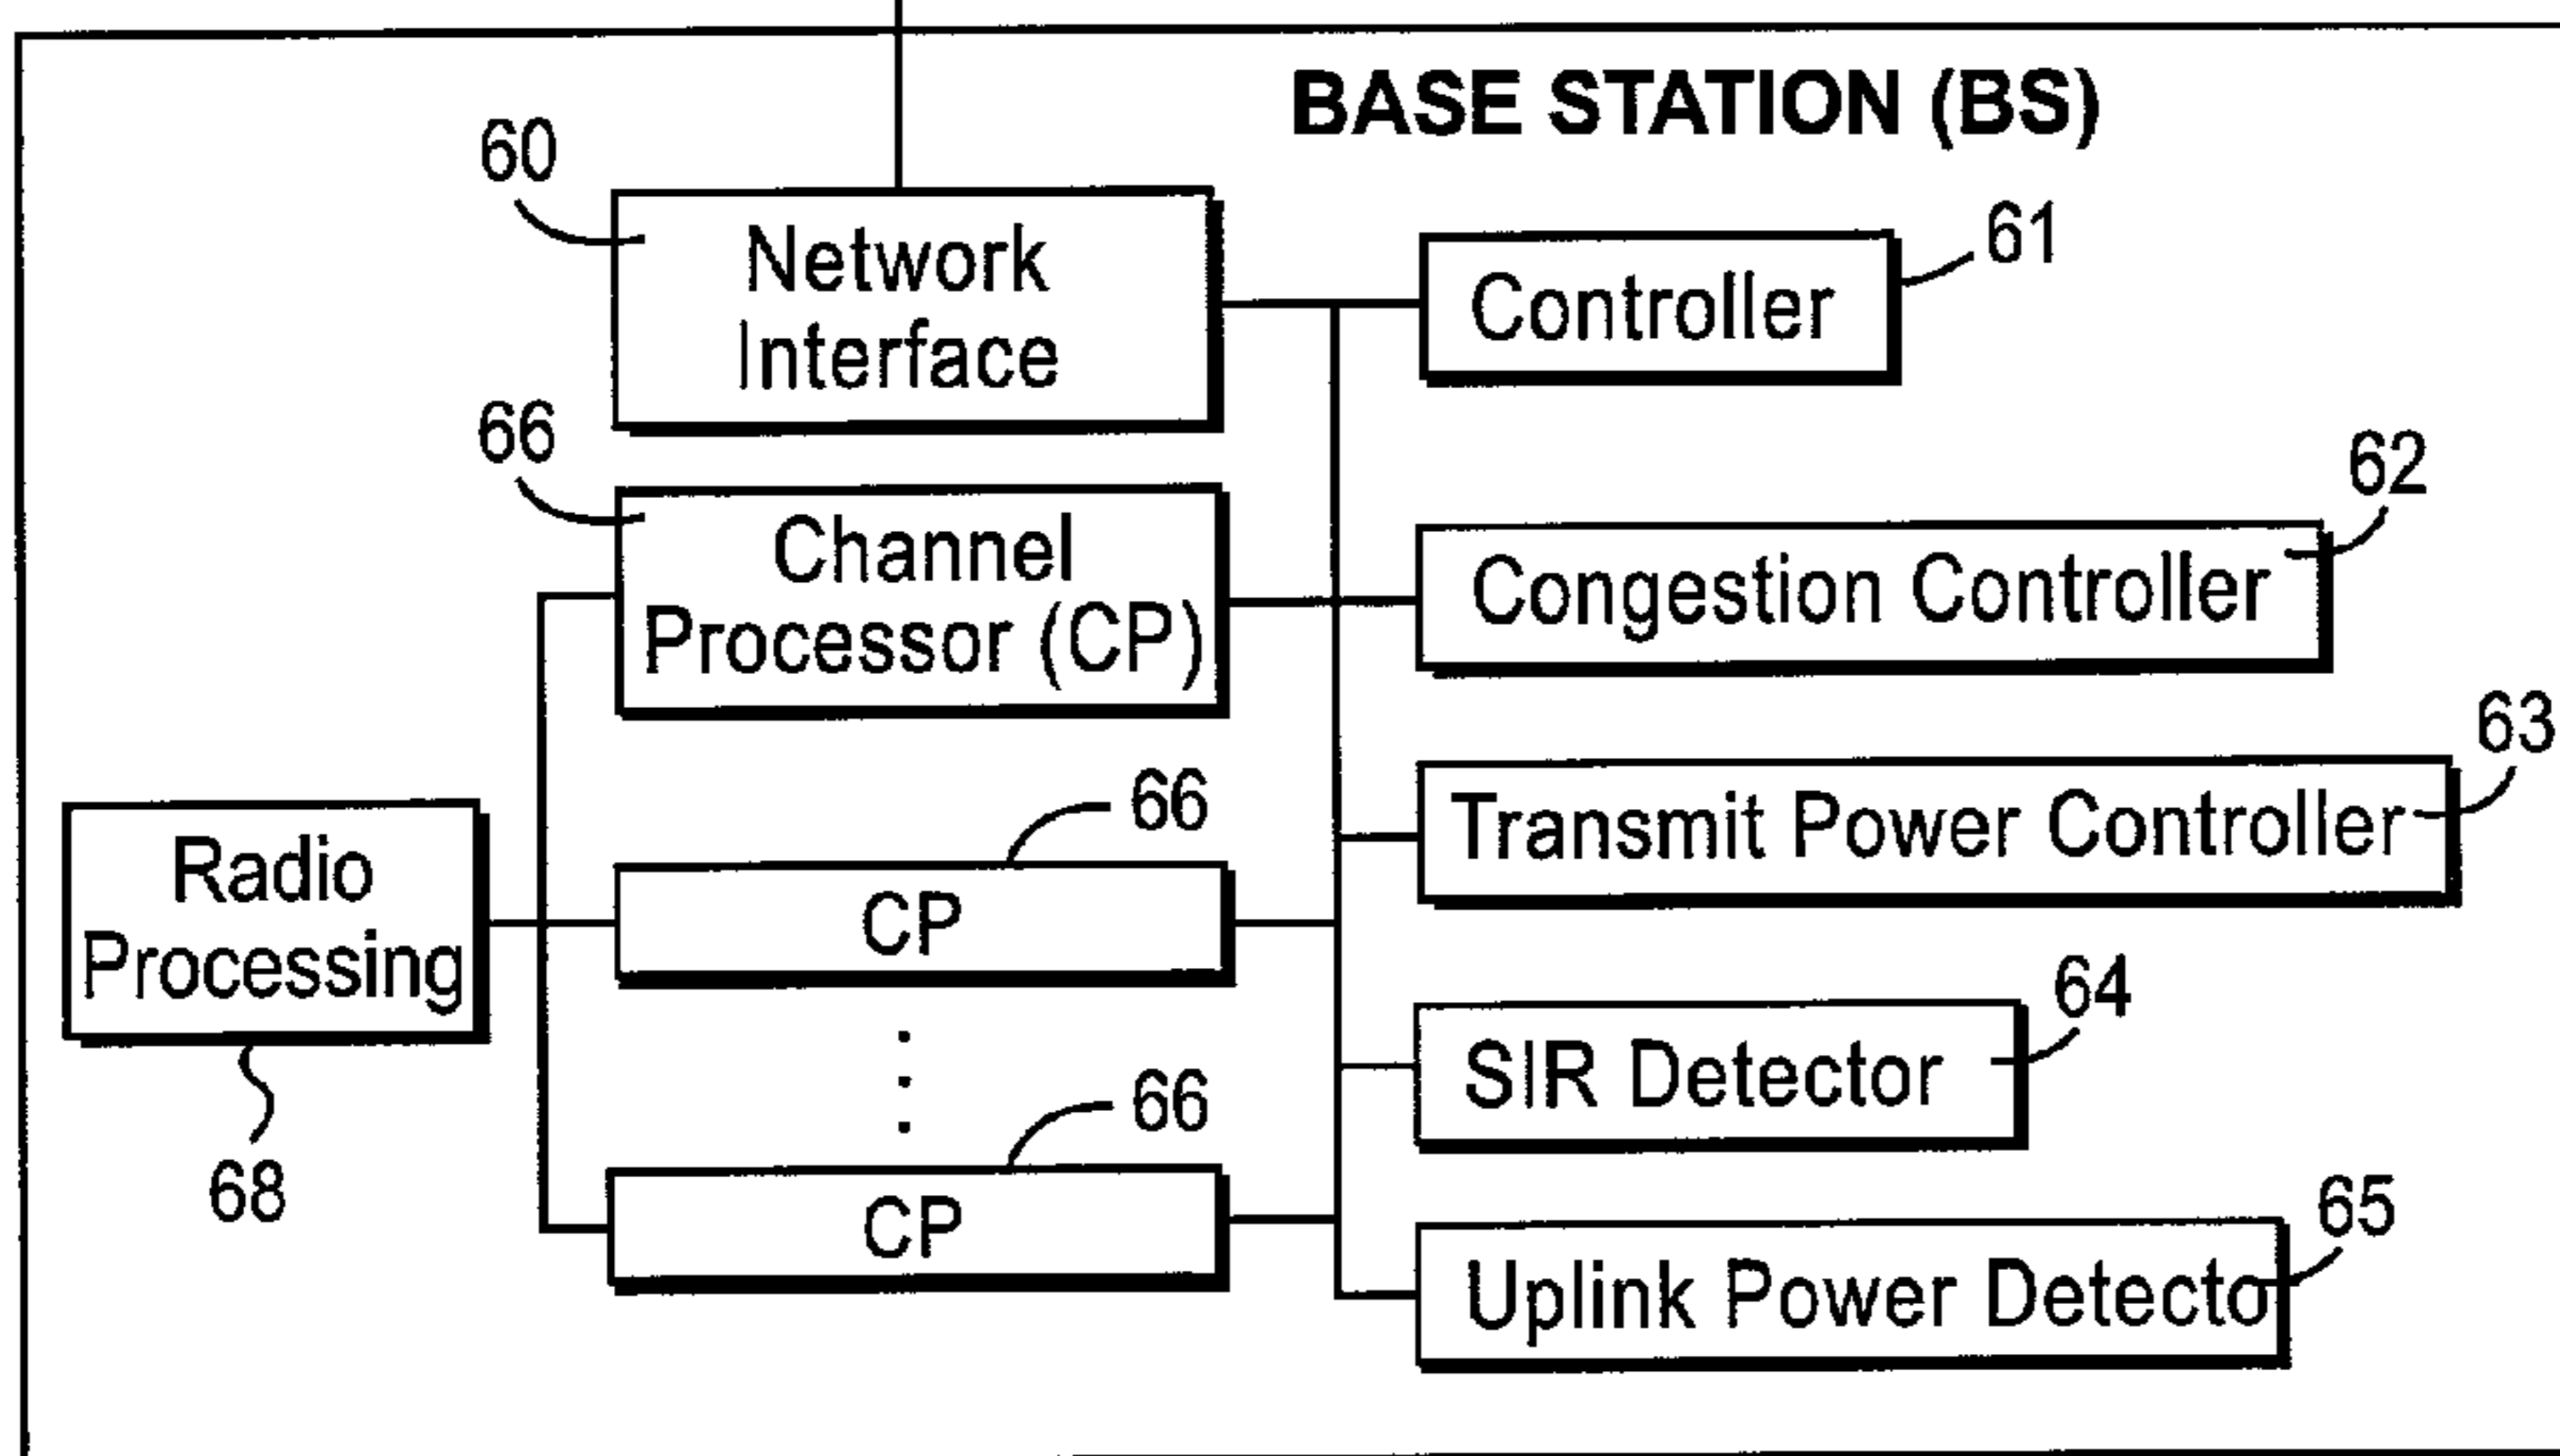 BASE STATION (BS)
60
Network
Interface
61
Controller
66
Channel
Processor (CP)
62
Congestion Controller
63
Transmit Power Controller
66
CP
Radio
Processing
68
64
SIR Detector
66
CP
65
Uplink Power Detecto